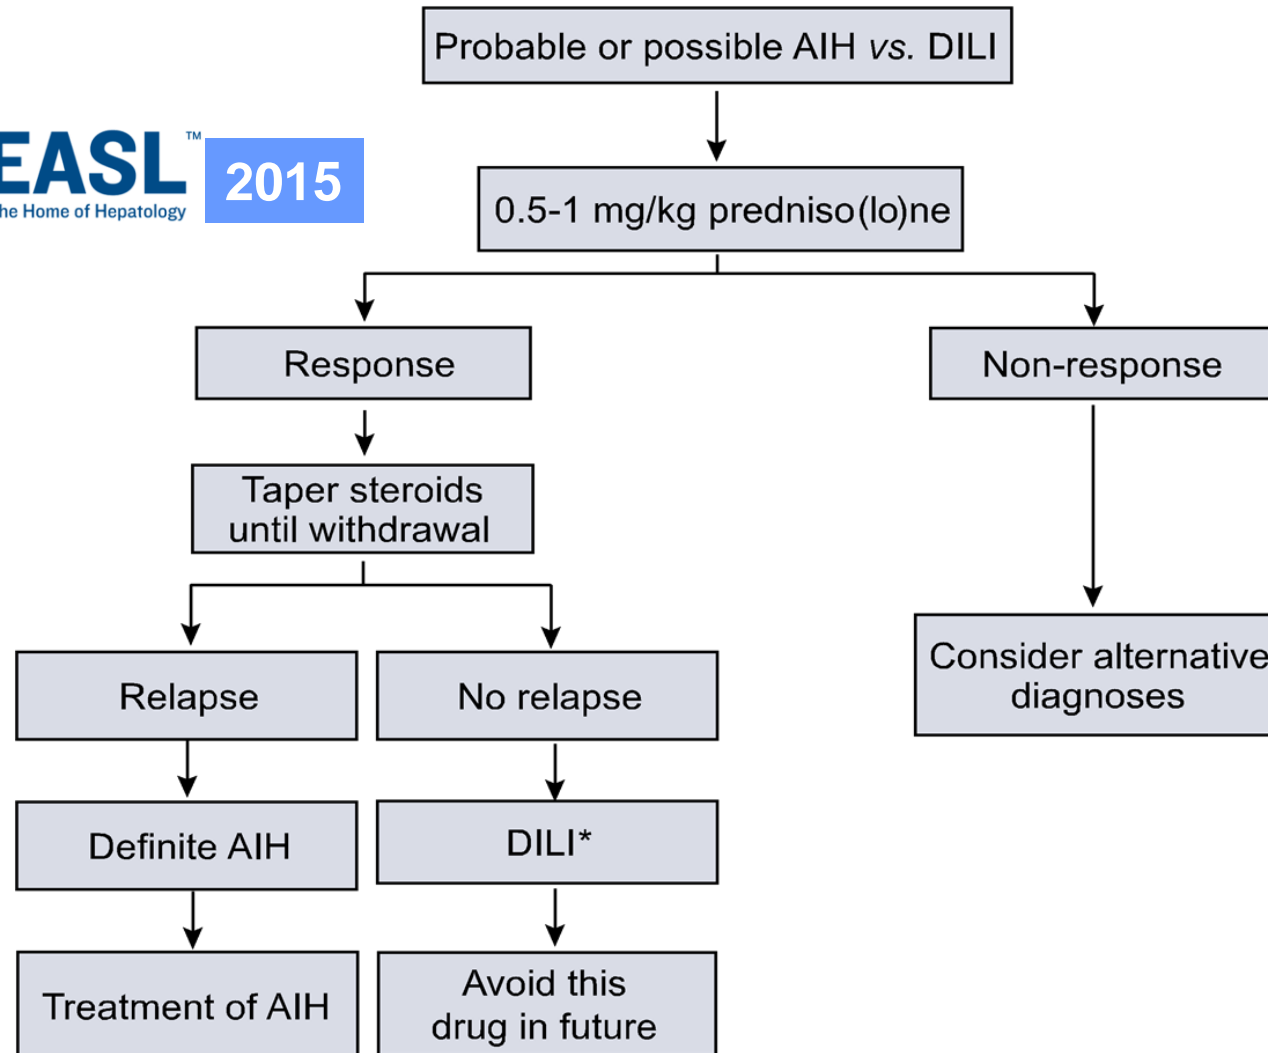 Probable or possible AIH vs. DILI
EASL™
he Home of Hepatology
2015
0.5-1 mg/kg predniso(lo)ne
Response
Non-response
Taper steroids
until withdrawal
Relapse
No relapse
Consider alternative
diagnoses
Definite AIH
DILI*
Treatment of AIH
Avoid this
drug in future